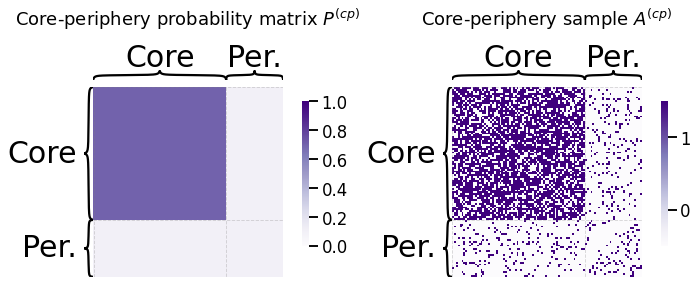 Core-periphery probability matrix P^(cp)
Core Per.
Core
Per.
1.0
0.8
0.6
0.4
0.2
0.0
Core-periphery sample A^(cp)
Core Per.
Core
Per.
1
0